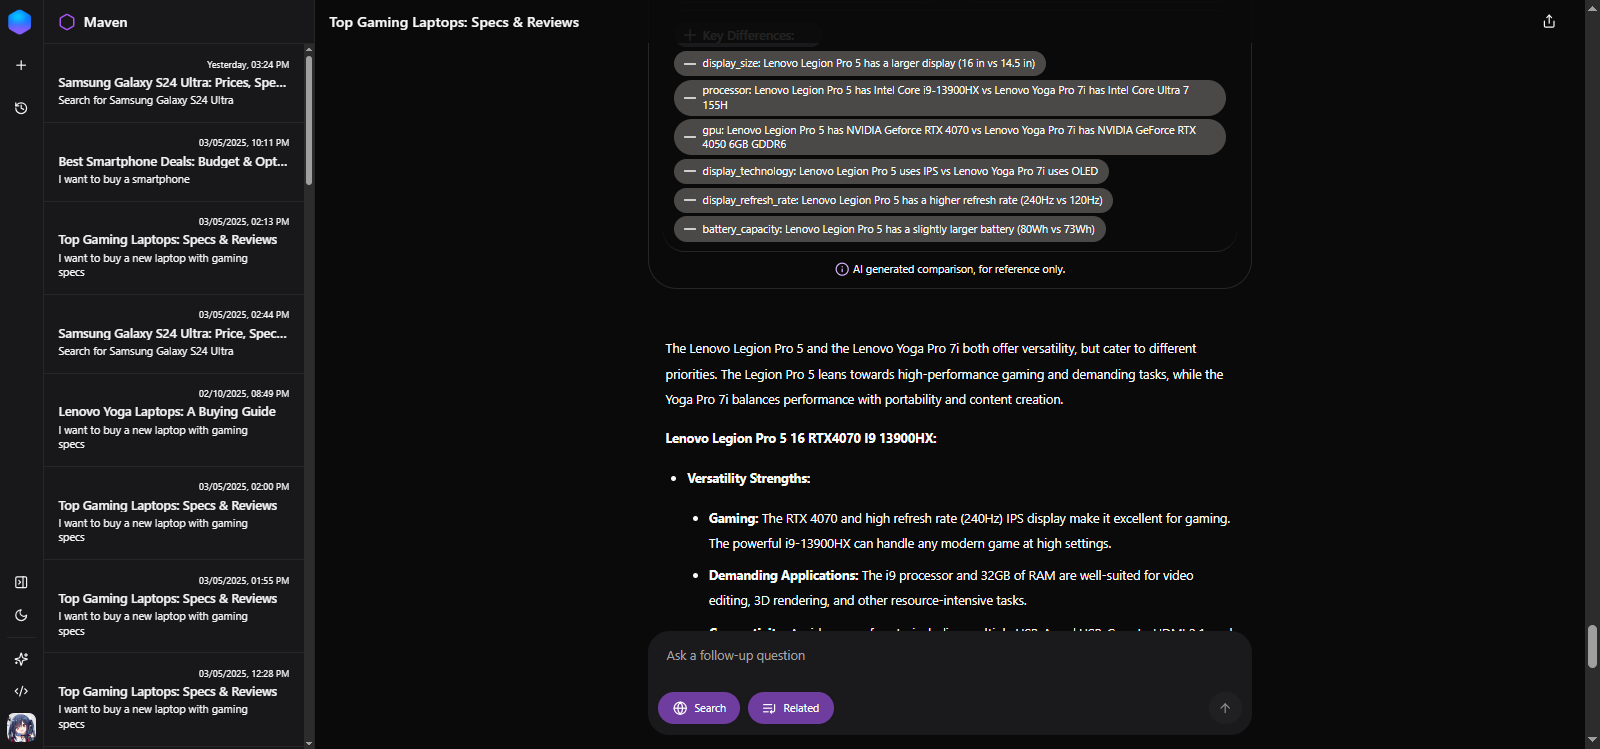 Maven
Yesterday, 03:24 PM
Samsung Galaxy S24 Ultra: Prices, Spe...
Search for Samsung Galaxy S24 Ultra
03/05/2025, 10:11 PM
Best Smartphone Deals: Budget & Opt...
I want to buy a smartphone
03/05/2025, 02:13 PM
Top Gaming Laptops: Specs & Reviews
I want to buy a new laptop with gaming
specs
03/05/2025, 02:44 PM
Samsung Galaxy S24 Ultra: Price, Spec...
Search for Samsung Galaxy S24 Ultra
02/10/2025, 08:49 PM
Lenovo Yoga Laptops: A Buying Guide
I want to buy a new laptop with gaming
specs
03/05/2025, 02:00 PM
Top Gaming Laptops: Specs & Reviews
I want to buy a new laptop with gaming
specs
03/05/2025, 01:55 PM
Top Gaming Laptops: Specs & Reviews
I want to buy a new laptop with gaming
specs
03/05/2025, 12:28 PM
Top Gaming Laptops: Specs & Reviews
I want to buy a new laptop with gaming
specs
Top Gaming Laptops: Specs & Reviews
Key Differences:
display_size: Lenovo Legion Pro 5 has a larger display (16 in vs 14.5 in)
processor: Lenovo Legion Pro 5 has Intel Core i9-13900HX vs Lenovo Yoga Pro 7i has Intel Core Ultra 7
155H
gpu: Lenovo Legion Pro 5 has NVIDIA Geforce RTX 4070 vs Lenovo Yoga Pro 7i has NVIDIA GeForce RTX
4050 6GB GDDR6
display_technology: Lenovo Legion Pro 5 uses IPS vs Lenovo Yoga Pro 7i uses OLED
display_refresh_rate: Lenovo Legion Pro 5 has a higher refresh rate (240Hz vs 120Hz)
battery_capacity: Lenovo Legion Pro 5 has a slightly larger battery (80Wh vs 73Wh)
AI generated comparison, for reference only.
The Lenovo Legion Pro 5 and the Lenovo Yoga Pro 7i both offer versatility, but cater to different
priorities. The Legion Pro 5 leans towards high-performance gaming and demanding tasks, while the
Yoga Pro 7i balances performance with portability and content creation.
Lenovo Legion Pro 5 16 RTX4070 I9 13900HX:
Versatility Strengths:
Gaming: The RTX 4070 and high refresh rate (240Hz) IPS display make it excellent for gaming.
The powerful i9-13900HX can handle any modern game at high settings.
Demanding Applications: The i9 processor and 32GB of RAM are well-suited for video
editing, 3D rendering, and other resource-intensive tasks.
Ask a follow-up question
Search
Related